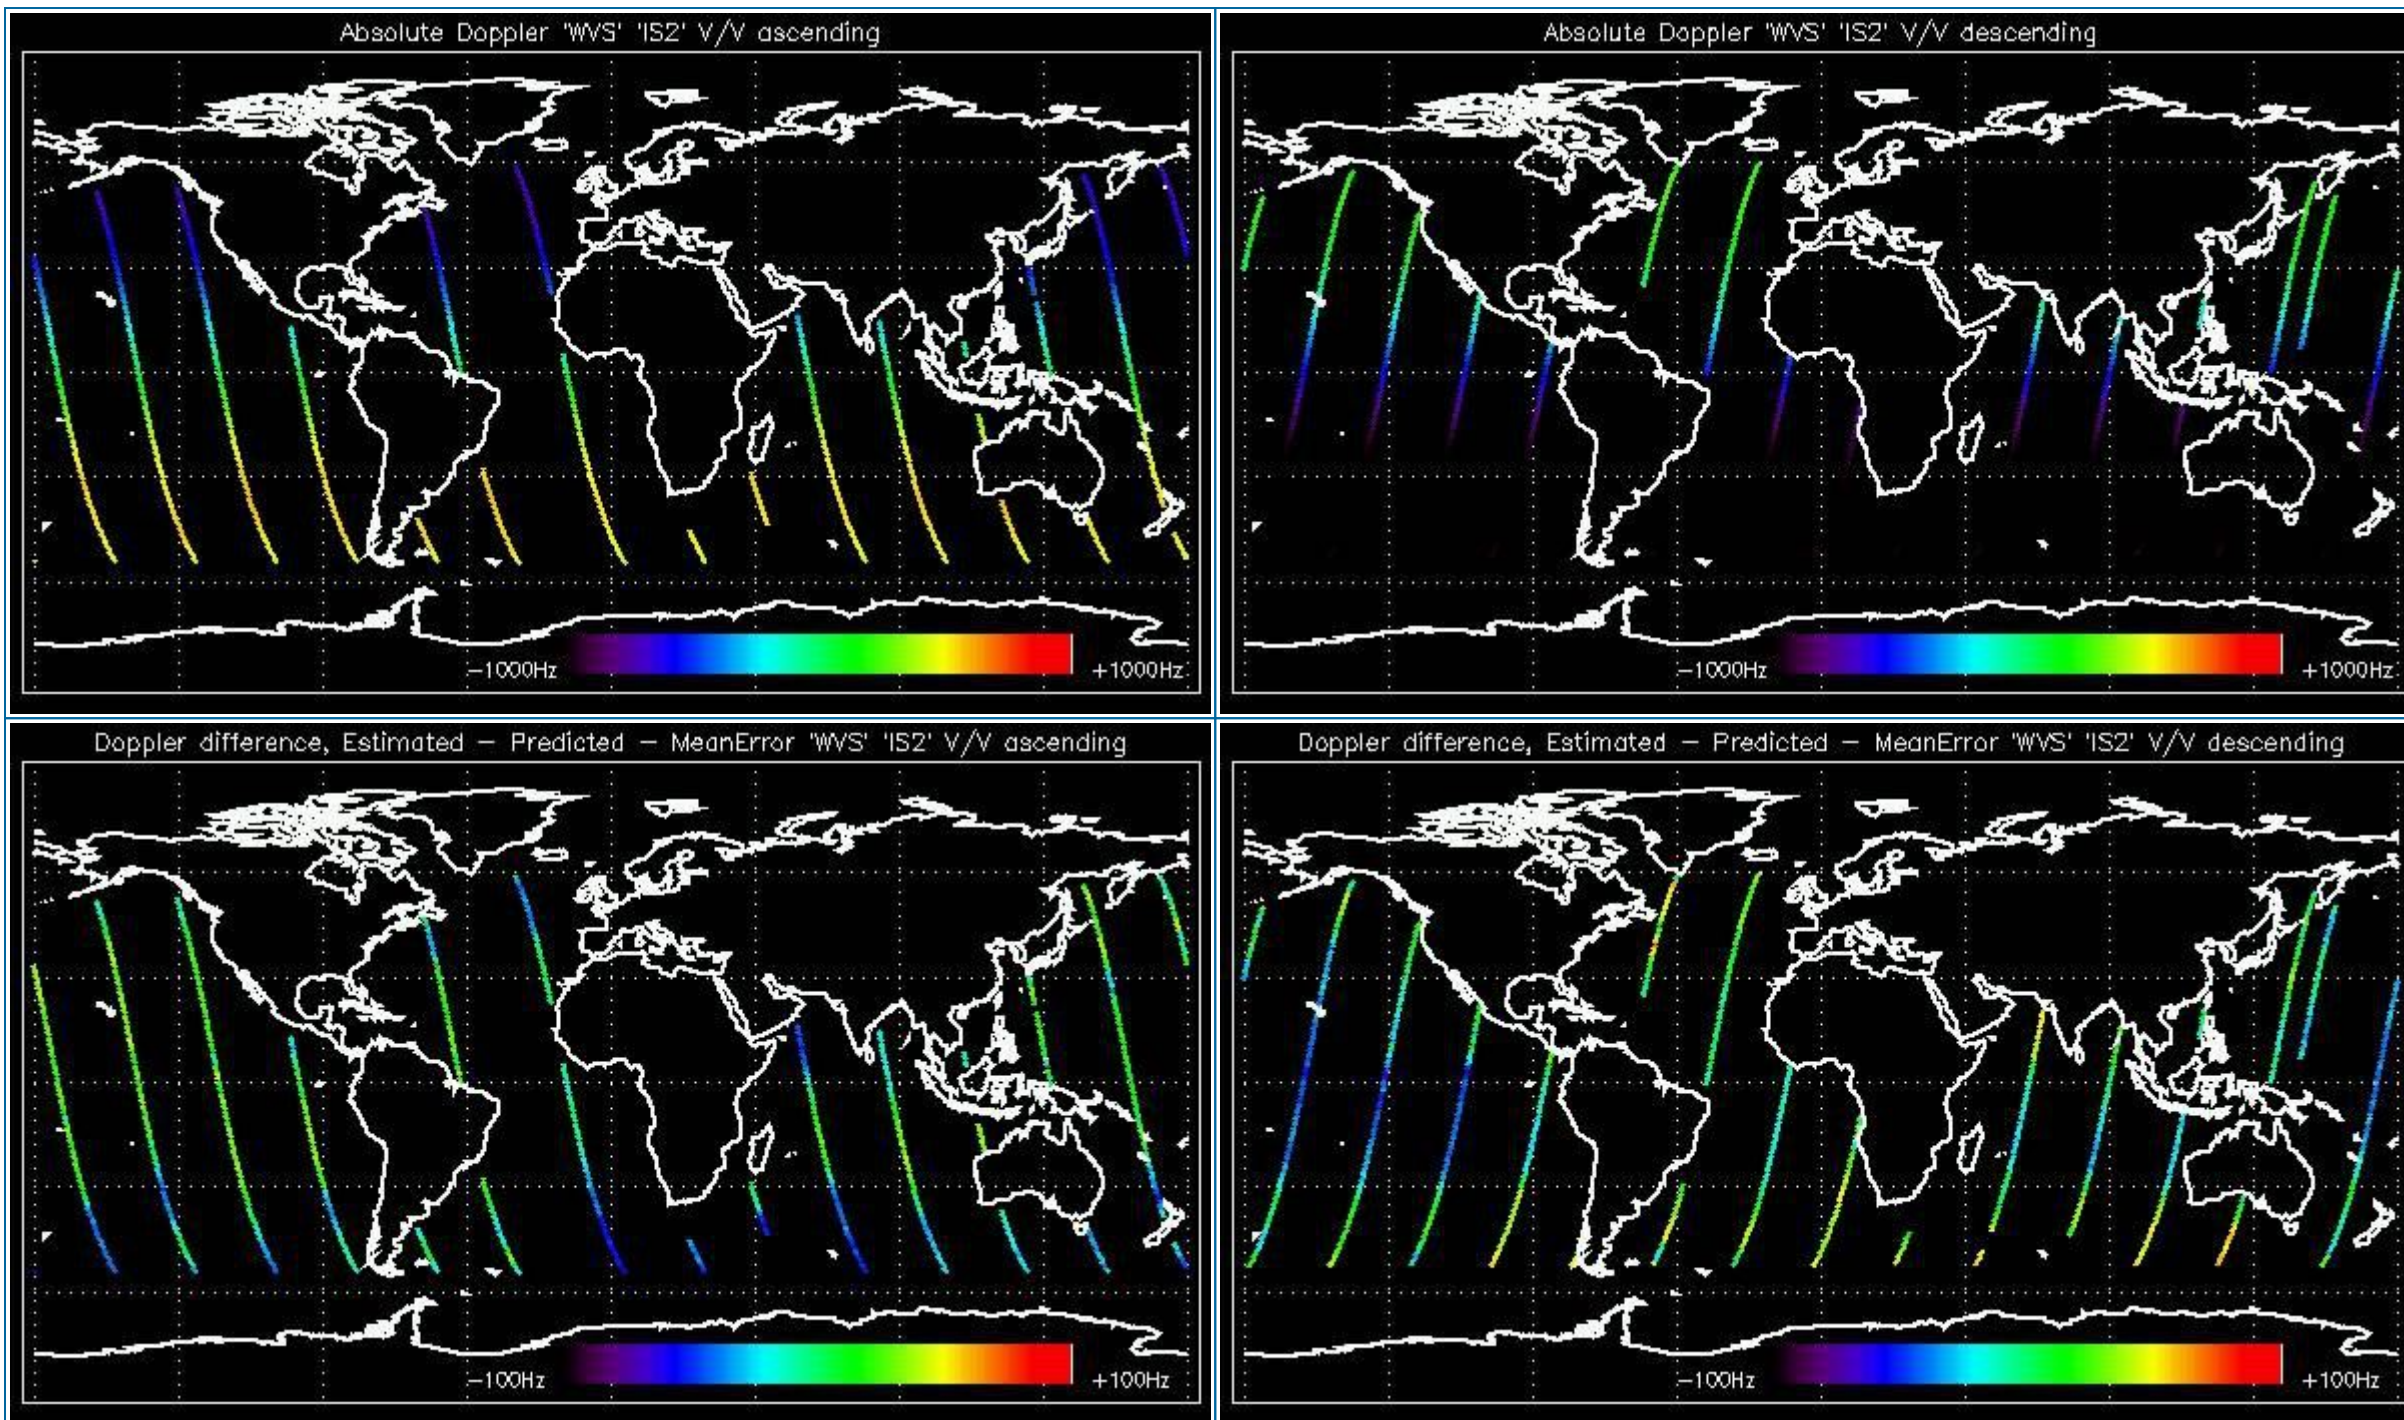 Absolute Doppler 'WVS' 'IS2' V/V ascending
−1000Hz +1000Hz
Absolute Doppler 'WVS' 'IS2' V/V descending
−1000Hz +1000Hz
Doppler difference, Estimated − Predicted − MeanError 'WVS' 'IS2' V/V ascending
−100Hz +100Hz
Doppler difference, Estimated − Predicted − MeanError 'WVS' 'IS2' V/V descending
−100Hz +100Hz